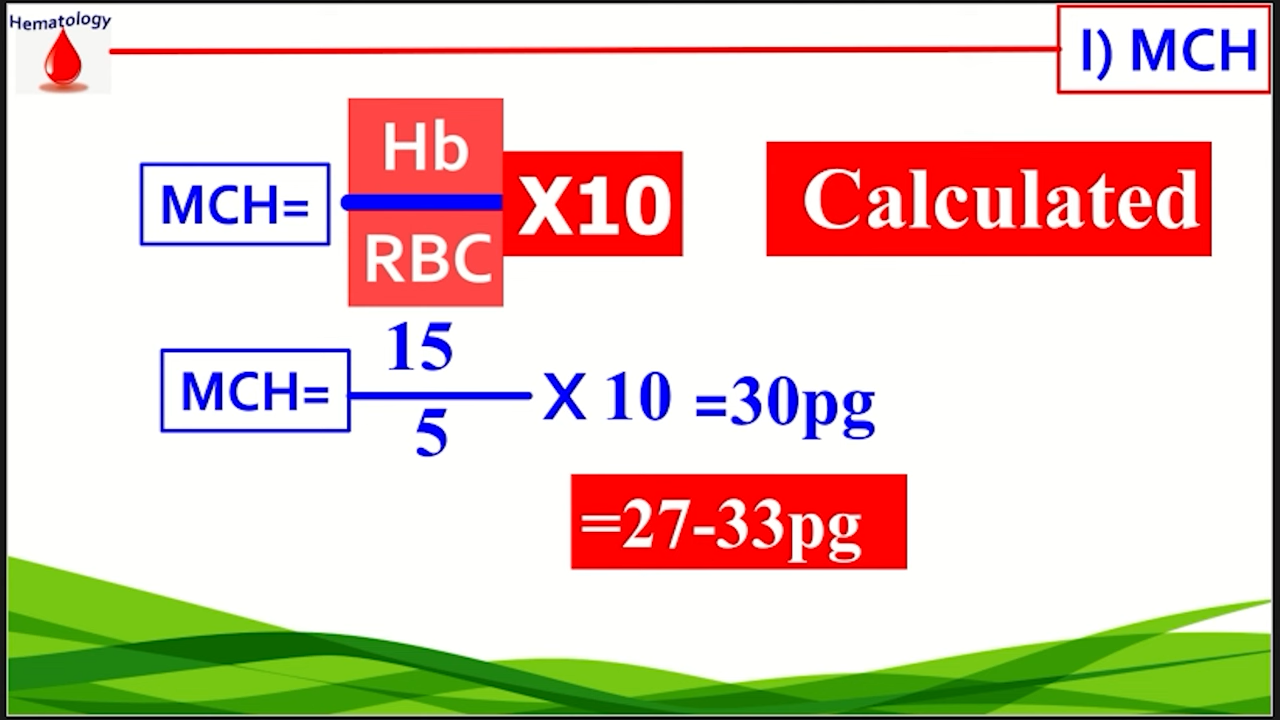 Hematology
I) MCH
MCH=
Hb
RBC
X10
Calculated
MCH=
15
5
X 10 =30pg
=27-33pg